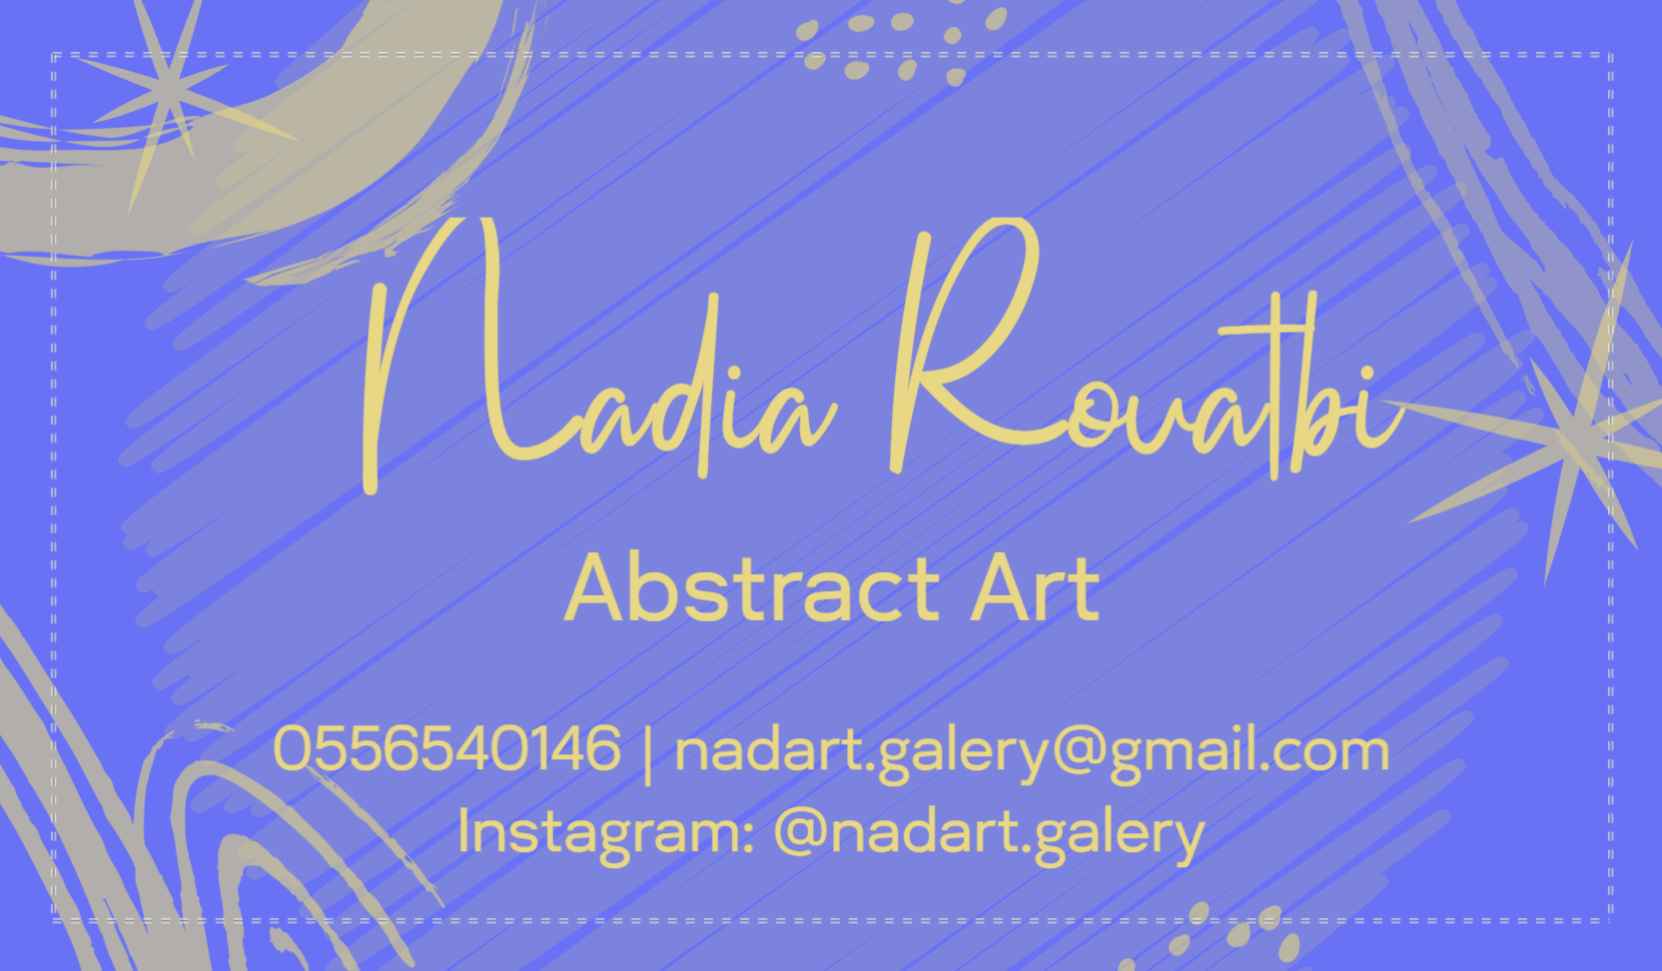 Nadia Rouatbi
Abstract Art
0556540146 | nadart.galery@gmail.com
Instagram: @nadart.galery